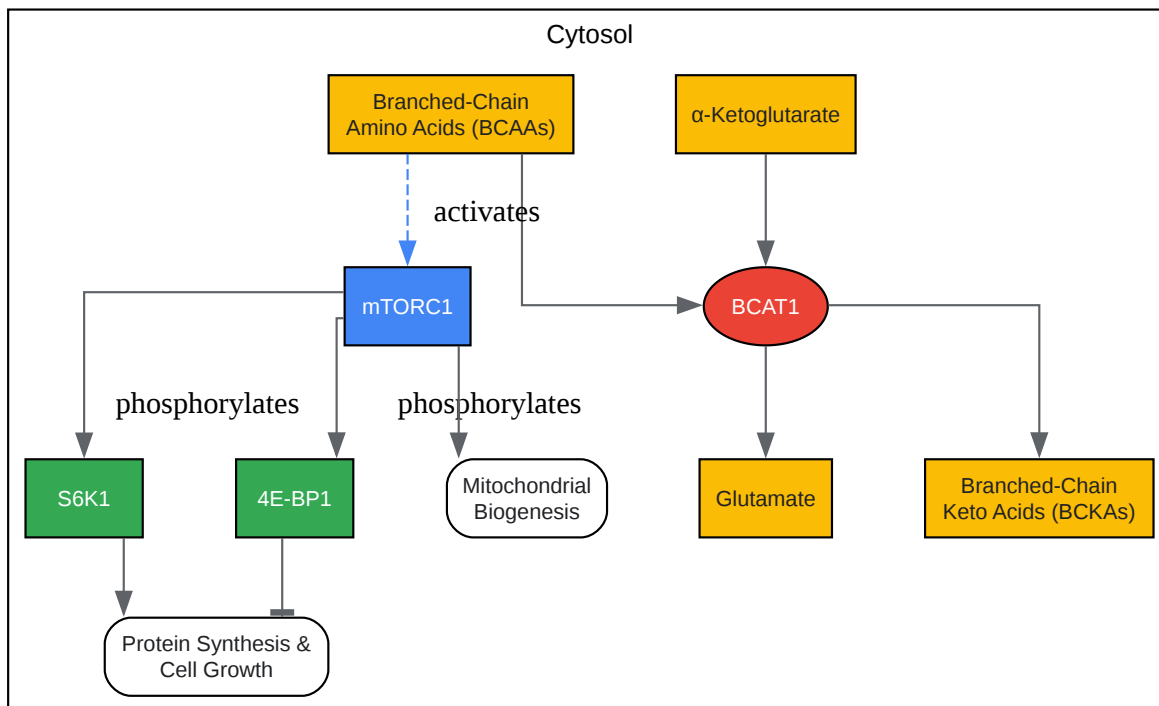 Cytosol
Branched-Chain
Amino Acids (BCAAs)
α-Ketoglutarate
activates
mTORC1
BCAT1
phosphorylates
phosphorylates
S6K1
4E-BP1
Mitochondrial
Biogenesis
Glutamate
Branched-Chain
Keto Acids (BCKAs)
Protein Synthesis &
Cell Growth